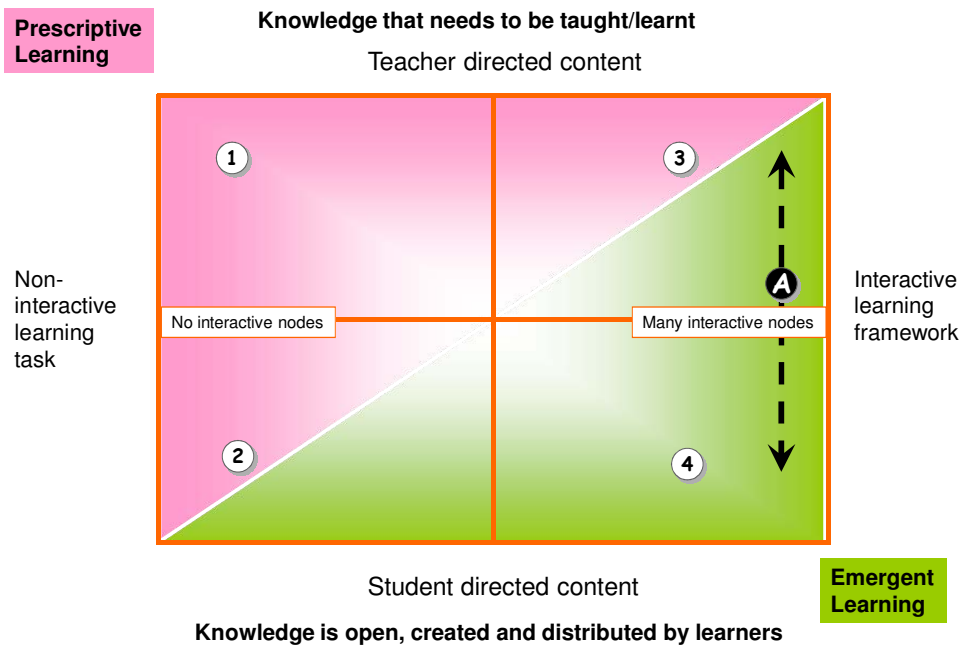 Prescriptive
Learning
Knowledge that needs to be taught/learnt
Teacher directed content
1
3
A
Non-
interactive
learning
task
No interactive nodes
Many interactive nodes
Interactive
learning
framework
2
4
Student directed content
Emergent
Learning
Knowledge is open, created and distributed by learners